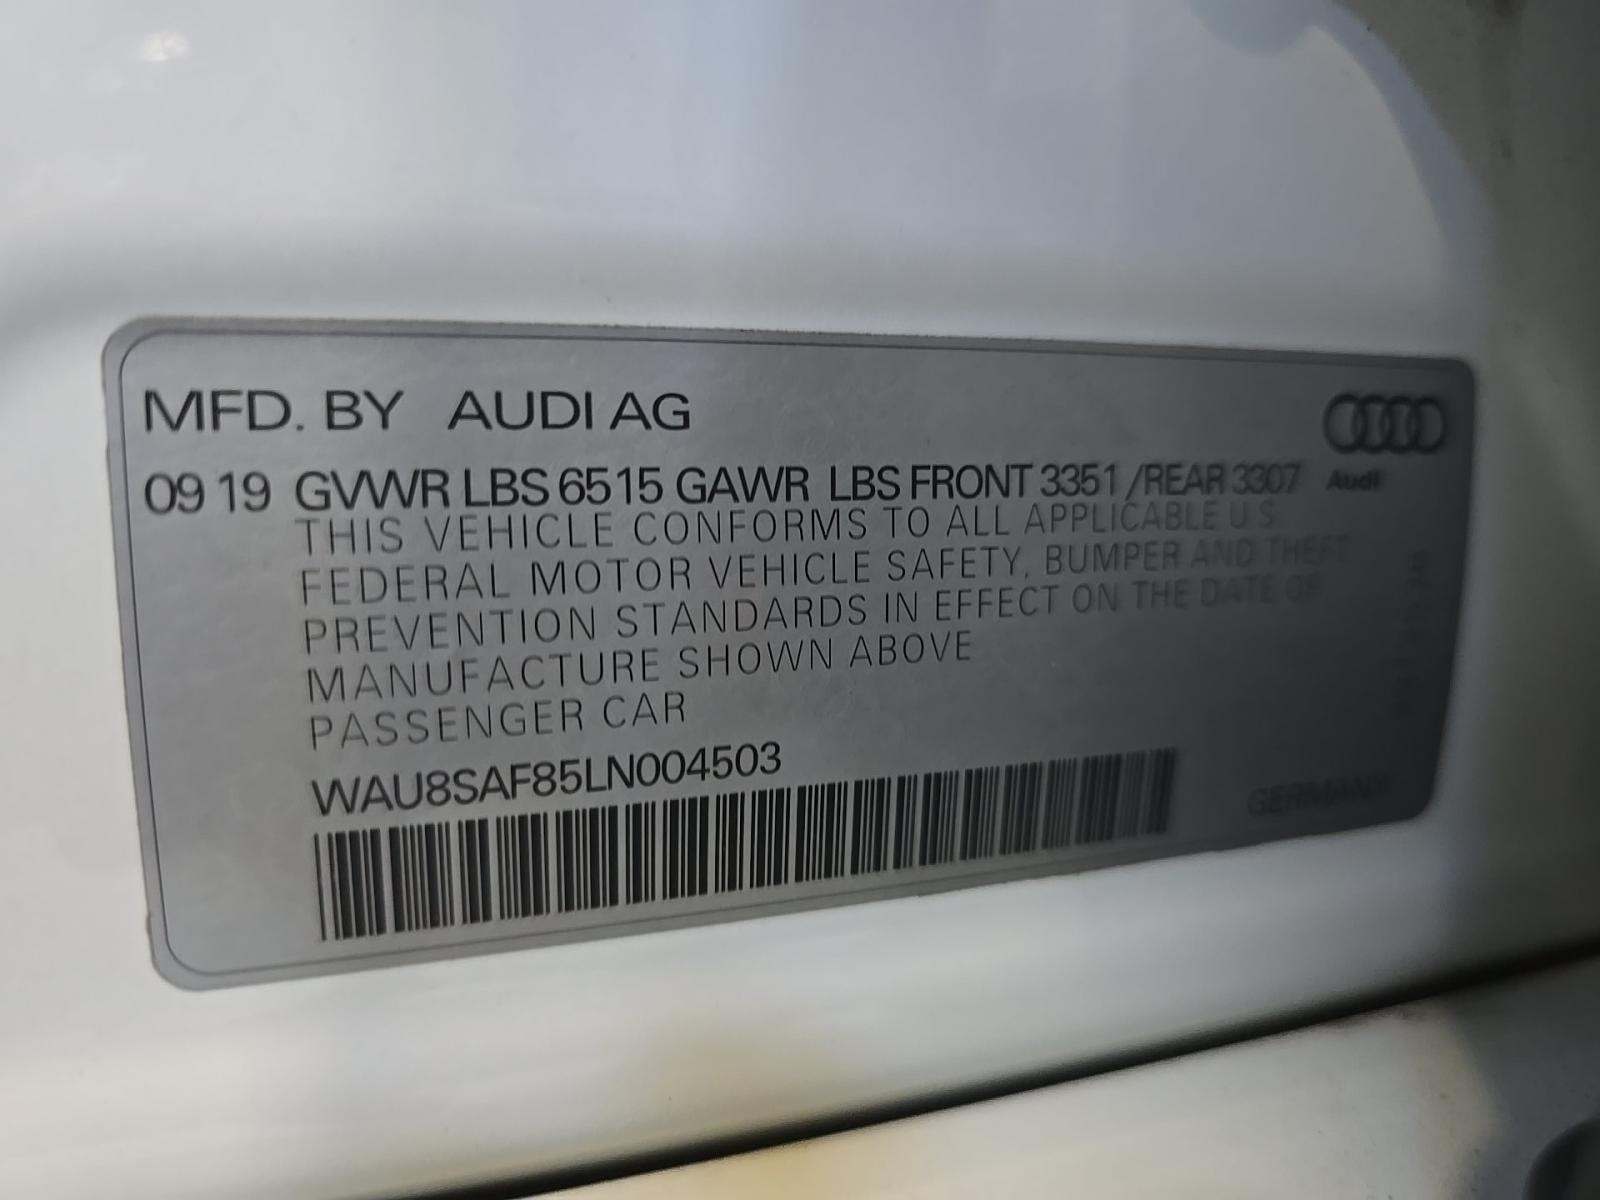 MFD. BY AUDI AG
09 19 GVWR LBS 6515 GAWR LBS FRONT 3351 /REAR 3307
Audi
THIS VEHICLE CONFORMS TO ALL APPLICABLE U S
FEDERAL MOTOR VEHICLE SAFETY, BUMPER AND THEFT
PREVENTION STANDARDS IN EFFECT ON THE DATE OF
MANUFACTURE SHOWN ABOVE
PASSENGER CAR
WAU8SAF85LN004503
GERMANY